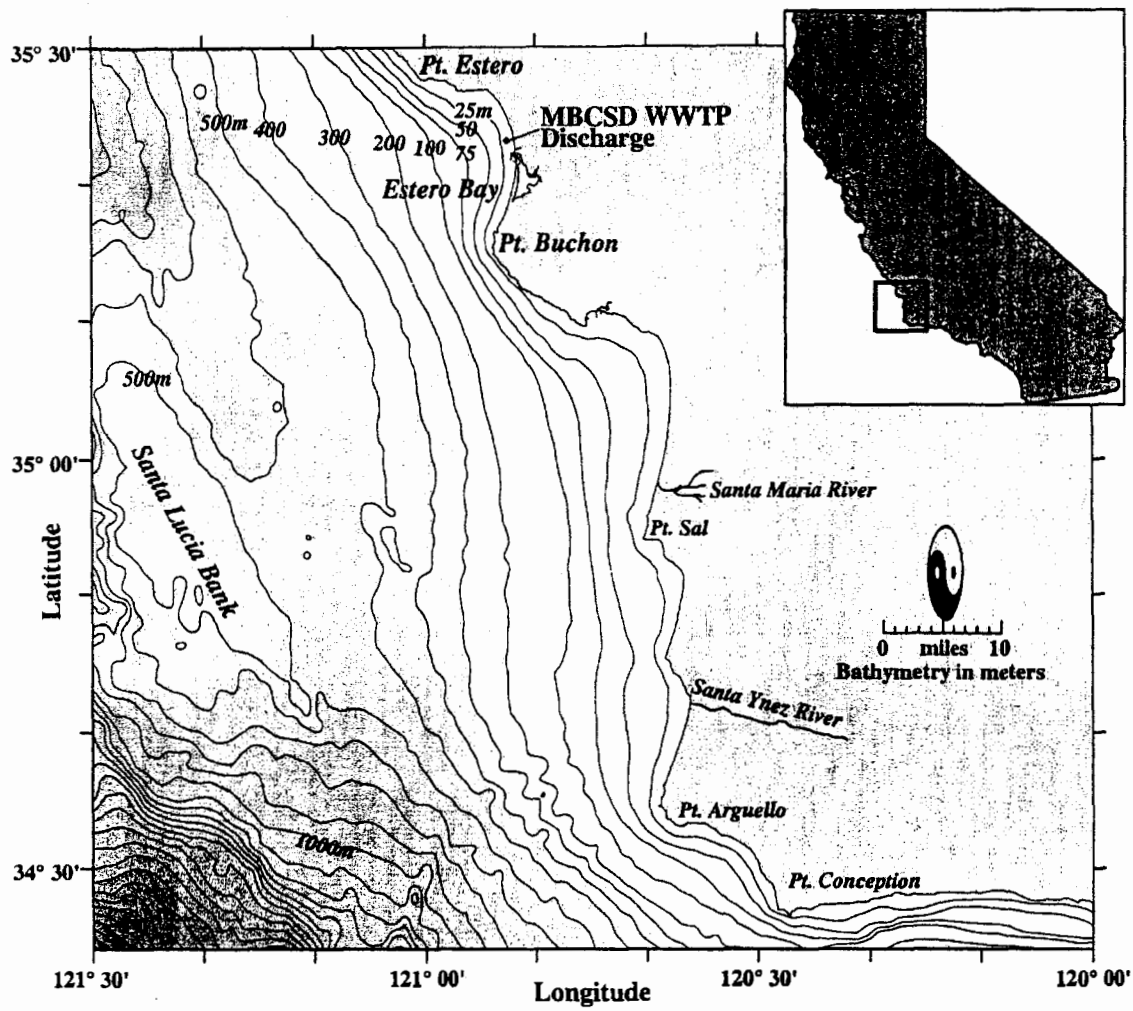 35° 30'
Pt. Estero
25m
50
75
100
200
300
400
500m
MBCSD WWTP
Discharge
Estero Bay
Pt. Buchon
500m
35° 00'
Santa Lucia Bank
Santa Maria River
Pt. Sal
Latitude
0 miles 10
Bathymetry in meters
Santa Ynez River
Pt. Arguello
1000m
34° 30'
Pt. Conception
121° 30'
121° 00'
120° 30'
120° 00'
Longitude